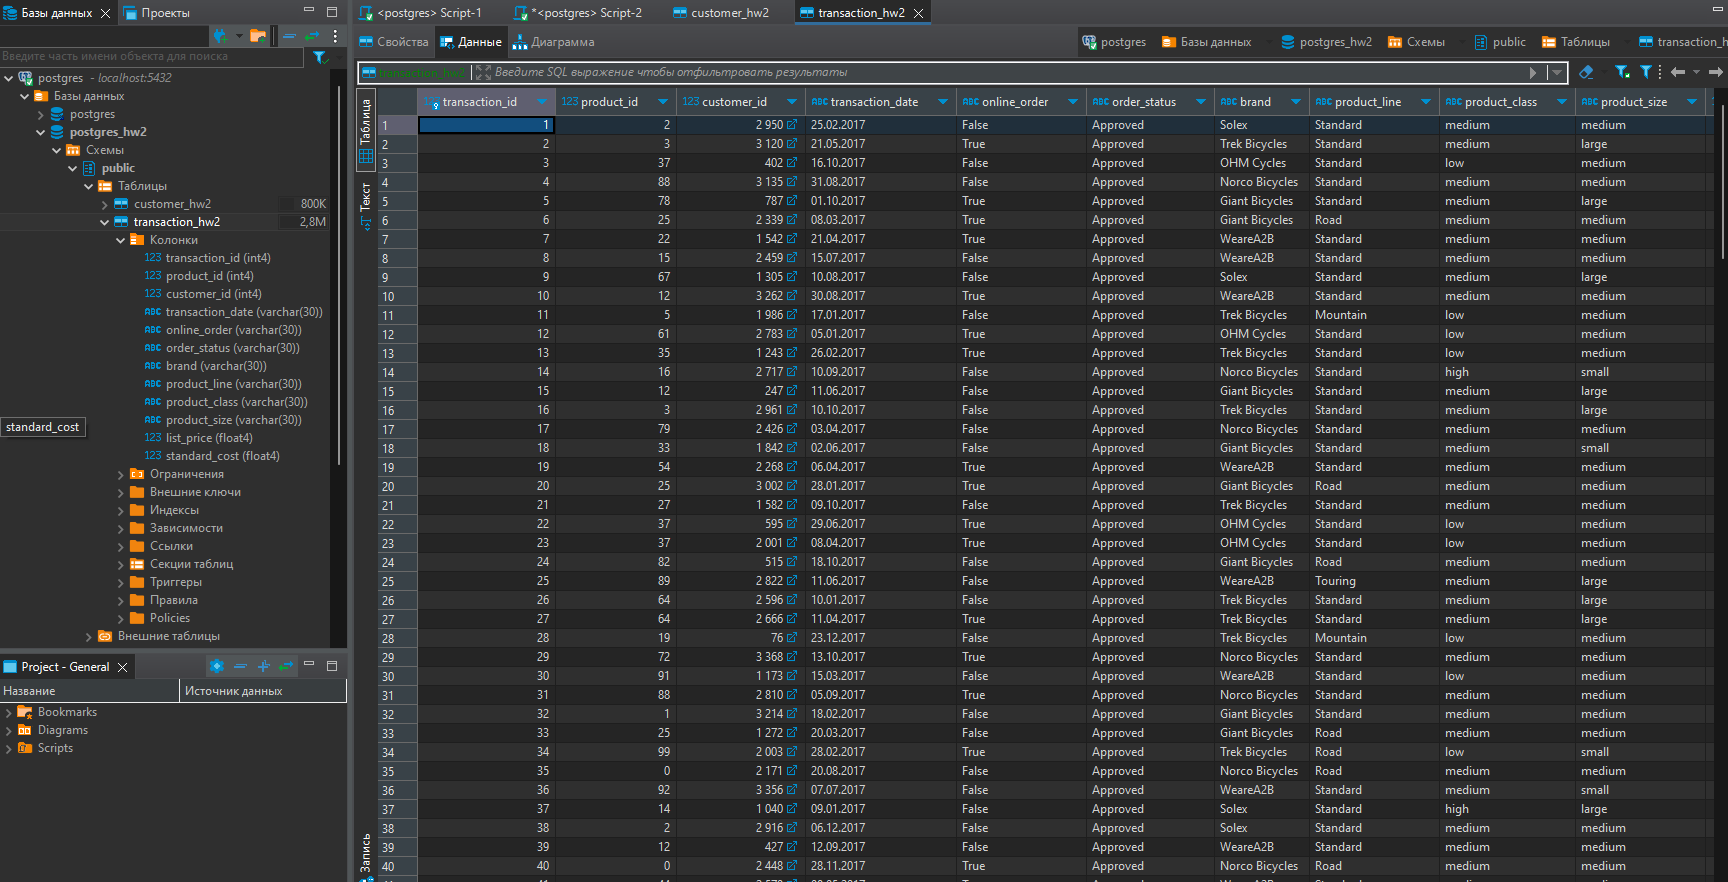 Базы данных
Проекты
Введите часть имени объекта для поиска
postgres - localhost:5432
Базы данных
postgres
postgres_hw2
Схемы
public
Таблицы
customer_hw2 800K
transaction_hw2 2,8M
Колонки
123 transaction_id (int4)
123 product_id (int4)
123 customer_id (int4)
ABC transaction_date (varchar(30))
ABC online_order (varchar(30))
ABC order_status (varchar(30))
ABC brand (varchar(30))
ABC product_line (varchar(30))
ABC product_class (varchar(30))
ABC product_size (varchar(30))
123 list_price (float4)
123 standard_cost (float4)
standard_cost
Ограничения
Внешние ключи
Индексы
Зависимости
Ссылки
Секции таблиц
Триггеры
Правила
Policies
Внешние таблицы
Project - General
Название Источник данных
Bookmarks
Diagrams
Scripts
<postgres> Script-1 *<postgres> Script-2 customer_hw2 transaction_hw2
Свойства Данные Диаграмма
postgres Базы данных postgres_hw2 Схемы public Таблицы transaction_h
transaction_hw2 Введите SQL выражение чтобы отфильтровать результаты
Таблица
Текст
Запись
123 transaction_id 123 product_id 123 customer_id ABC transaction_date ABC online_order ABC order_status ABC brand ABC product_line ABC product_class ABC product_size
1 1 2 2 950 25.02.2017 False Approved Solex Standard medium medium
2 2 3 3 120 21.05.2017 True Approved Trek Bicycles Standard medium large
3 3 37 402 16.10.2017 False Approved OHM Cycles Standard low medium
4 4 88 3 135 31.08.2017 False Approved Norco Bicycles Standard medium medium
5 5 78 787 01.10.2017 True Approved Giant Bicycles Standard medium large
6 6 25 2 339 08.03.2017 True Approved Giant Bicycles Road medium medium
7 7 22 1 542 21.04.2017 True Approved WeareA2B Standard medium medium
8 8 15 2 459 15.07.2017 False Approved WeareA2B Standard medium medium
9 9 67 1 305 10.08.2017 False Approved Solex Standard medium large
10 10 12 3 262 30.08.2017 True Approved WeareA2B Standard medium medium
11 11 5 1 986 17.01.2017 False Approved Trek Bicycles Mountain low medium
12 12 61 2 783 05.01.2017 True Approved OHM Cycles Standard low medium
13 13 35 1 243 26.02.2017 True Approved Trek Bicycles Standard low medium
14 14 16 2 717 10.09.2017 False Approved Norco Bicycles Standard high small
15 15 12 247 11.06.2017 False Approved Giant Bicycles Standard medium large
16 16 3 2 961 10.10.2017 False Approved Trek Bicycles Standard medium large
17 17 79 2 426 03.04.2017 False Approved Norco Bicycles Standard medium medium
18 18 33 1 842 02.06.2017 False Approved Giant Bicycles Standard medium small
19 19 54 2 268 06.04.2017 True Approved WeareA2B Standard medium medium
20 20 25 3 002 28.01.2017 True Approved Giant Bicycles Road medium medium
21 21 27 1 582 09.10.2017 True Approved Trek Bicycles Standard medium medium
22 22 37 595 29.06.2017 True Approved OHM Cycles Standard low medium
23 23 37 2 001 08.04.2017 True Approved OHM Cycles Standard low medium
24 24 82 515 18.10.2017 False Approved Giant Bicycles Road medium medium
25 25 89 2 822 11.06.2017 False Approved WeareA2B Touring medium large
26 26 64 2 596 10.01.2017 True Approved Trek Bicycles Standard medium large
27 27 64 2 666 11.04.2017 True Approved Trek Bicycles Standard medium large
28 28 19 76 23.12.2017 False Approved Trek Bicycles Mountain low medium
29 29 72 3 368 13.10.2017 True Approved Norco Bicycles Standard medium medium
30 30 91 1 173 15.03.2017 False Approved WeareA2B Standard low medium
31 31 88 2 810 05.09.2017 True Approved Norco Bicycles Standard medium medium
32 32 1 3 214 18.02.2017 False Approved Giant Bicycles Standard medium medium
33 33 25 1 272 20.03.2017 False Approved Giant Bicycles Road medium medium
34 34 99 2 003 28.02.2017 True Approved Trek Bicycles Road low small
35 35 0 2 171 20.08.2017 False Approved Norco Bicycles Road medium medium
36 36 92 3 356 07.07.2017 False Approved WeareA2B Standard medium small
37 37 14 1 040 09.01.2017 False Approved Solex Standard high large
38 38 2 2 916 06.12.2017 False Approved Solex Standard medium medium
39 39 12 427 12.09.2017 False Approved WeareA2B Standard medium medium
40 40 0 2 448 28.11.2017 True Approved Norco Bicycles Road medium medium